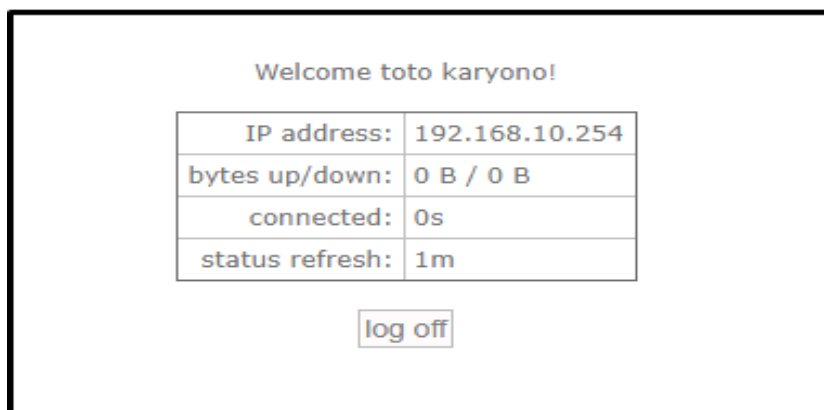 Welcome toto karyono!
IP address: 192.168.10.254
bytes up/down: 0 B / 0 B
connected: 0s
status refresh: 1m
log off